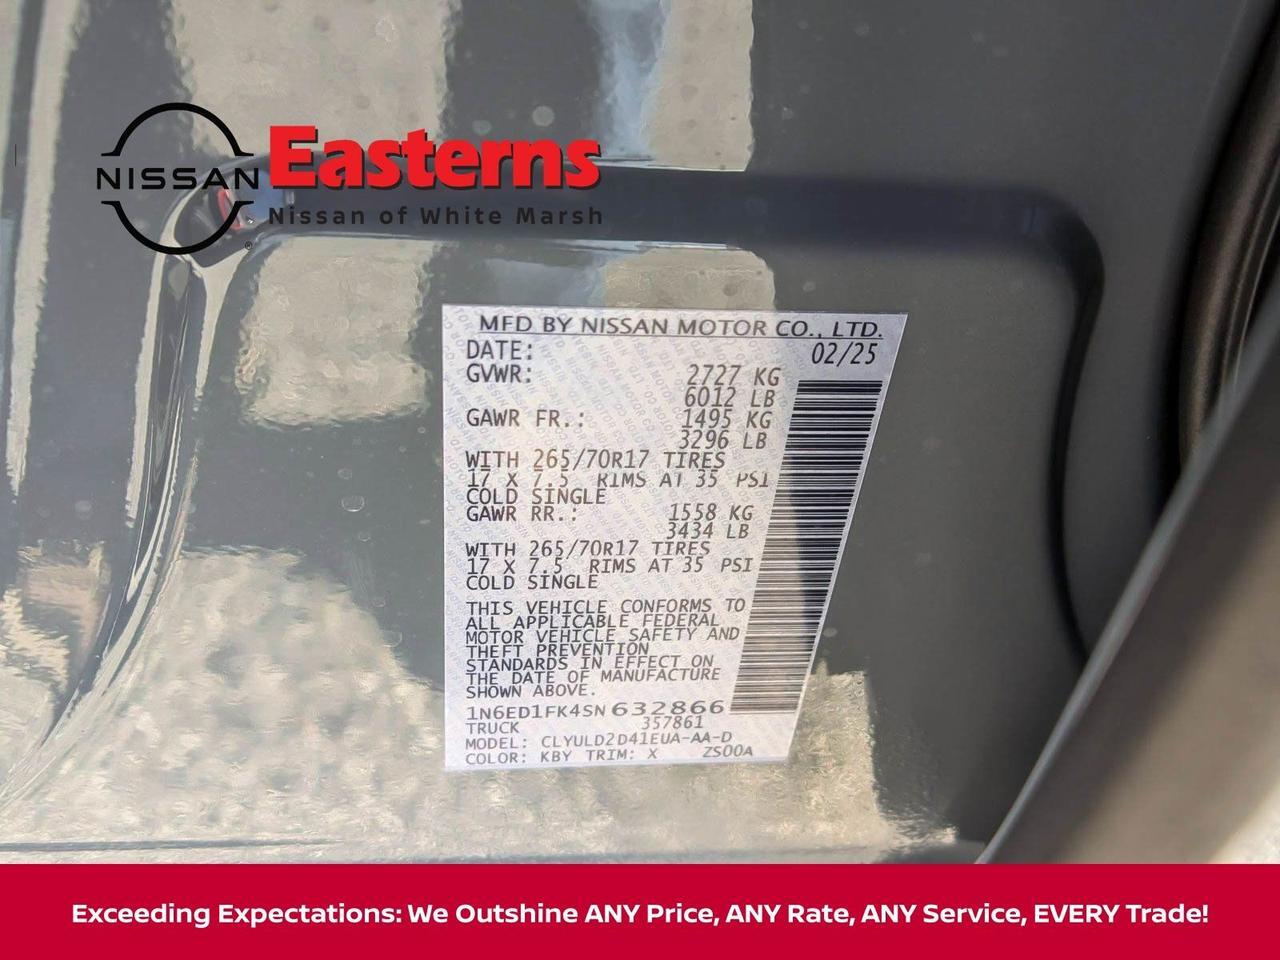 NISSAN
Easterns
Nissan of White Marsh
MFD BY NISSAN MOTOR CO., LTD.
DATE: 02/25
GVWR: 2727 KG
6012 LB
GAWR FR.: 1495 KG
3296 LB
WITH 265/70R17 TIRES
17 X 7.5 RIMS AT 35 PSI
COLD SINGLE
GAWR RR.: 1558 KG
3434 LB
WITH 265/70R17 TIRES
17 X 7.5 RIMS AT 35 PSI
COLD SINGLE
THIS VEHICLE CONFORMS TO
ALL APPLICABLE FEDERAL
MOTOR VEHICLE SAFETY AND
THEFT PREVENTION
STANDARDS IN EFFECT ON
THE DATE OF MANUFACTURE
SHOWN ABOVE.
1N6ED1FK4SN632866
TRUCK 357861
MODEL: CLYULD2D41EUA-AA-D
COLOR: KBY TRIM: X ZS00A
Exceeding Expectations: We Outshine ANY Price, ANY Rate, ANY Service, EVERY Trade!